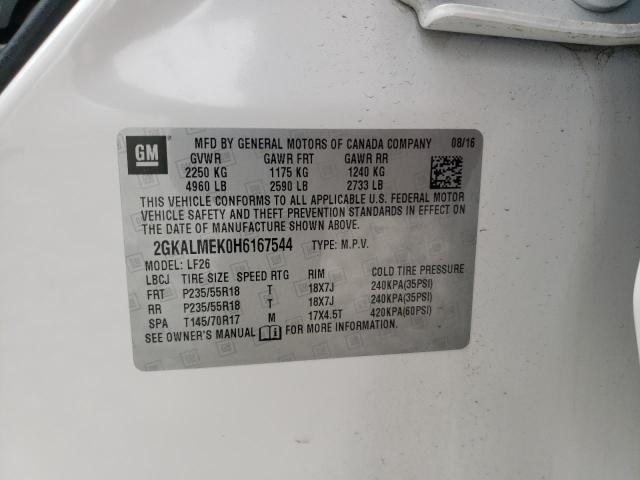 GM MFD BY GENERAL MOTORS OF CANADA COMPANY 08/16
GVWR GAWR FRT GAWR RR
2250 KG 1175 KG 1240 KG
4960 LB 2590 LB 2733 LB
THIS VEHICLE CONFORMS TO ALL APPLICABLE U.S. FEDERAL MOTOR
VEHICLE SAFETY AND THEFT PREVENTION STANDARDS IN EFFECT ON
THE DATE OF MANUFACTURE SHOWN ABOVE.
2GKALMEK0H6167544 TYPE: M.P.V.
MODEL: LF26
LBCJ TIRE SIZE SPEED RTG RIM COLD TIRE PRESSURE
FRT P235/55R18 T 18X7J 240KPA(35PSI)
RR P235/55R18 T 18X7J 240KPA(35PSI)
SPA T145/70R17 M 17X4.5T 420KPA(60PSI)
SEE OWNER'S MANUAL FOR MORE INFORMATION